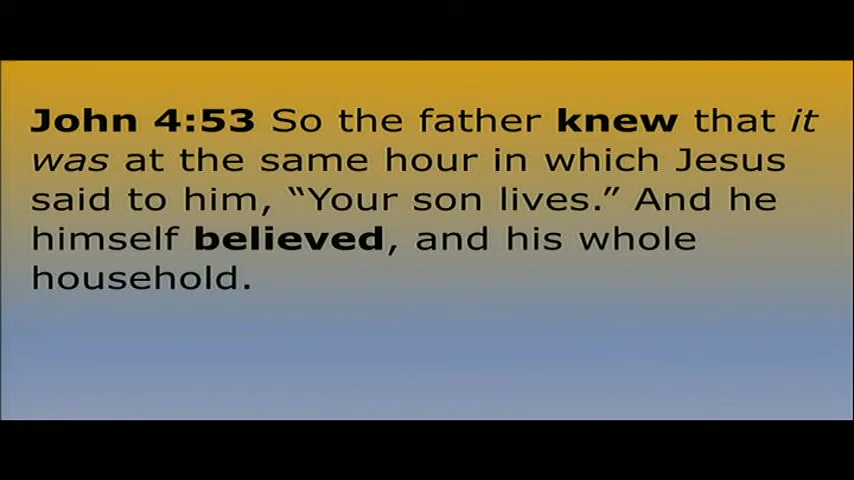 John 4:53 So the father knew that it
was at the same hour in which Jesus
said to him, “Your son lives.” And he
himself believed, and his whole
household.